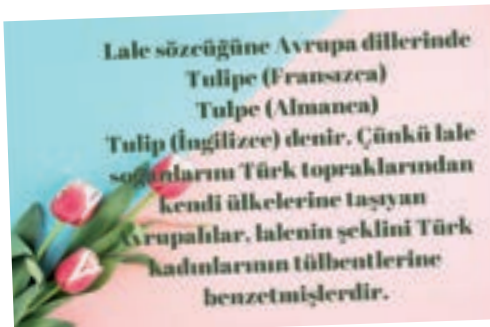 Lale sözcüğüne Avrupa dillerinde
Tulipe (Fransızca)
Tulpe (Almanca)
Tulip (İngilizce) denir. Çünkü lale
soğanlarını Türk topraklarından
kendi ülkelerine taşıyan
Avrupalılar, lalenin şeklini Türk
kadınlarının tülbentlerine
benzetmişlerdir.